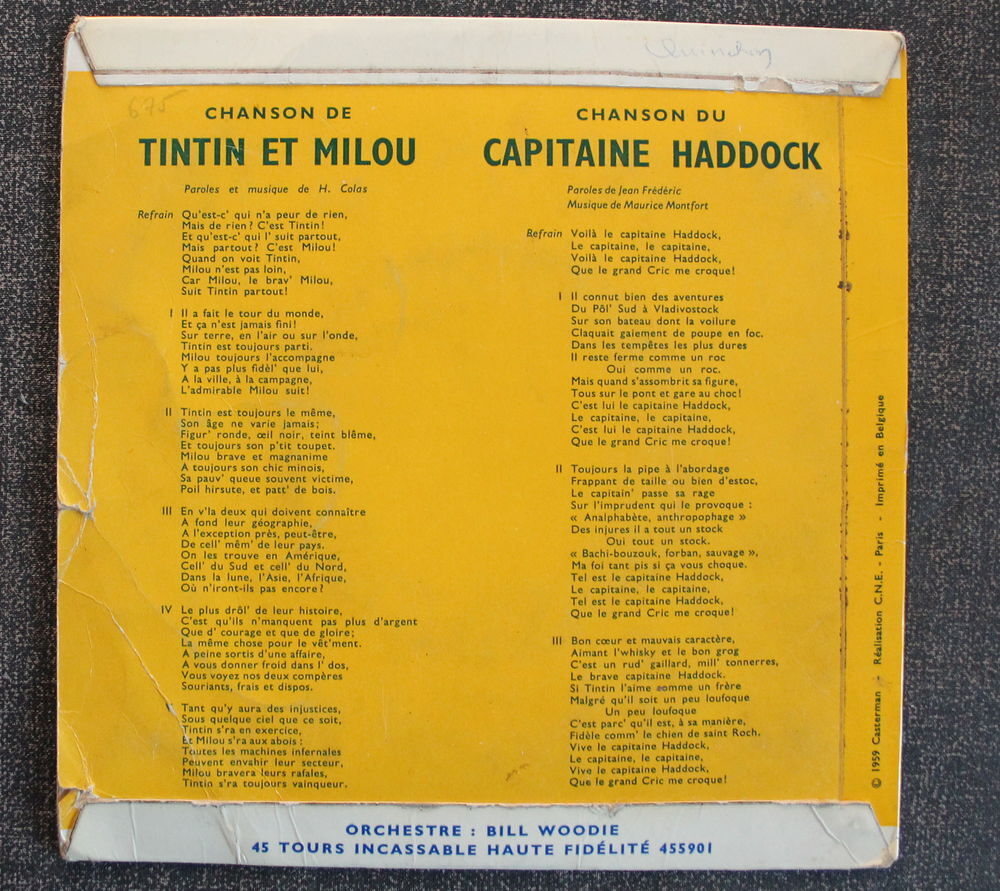 675
CHANSON DE
TINTIN ET MILOU
Paroles et musique de H. Colas
Refrain Qu'est-c' qui n'a peur de rien,
Mais de rien? C'est Tintin!
Et qu'est-c' qui l' suit partout,
Mais partout? C'est Milou!
Quand on voit Tintin,
Milou n'est pas loin,
Car Milou, le brav' Milou,
Suit Tintin partout!
I Il a fait le tour du monde,
Et ça n'est jamais fini!
Sur terre, en l'air ou sur l'onde,
Tintin est toujours parti.
Milou toujours l'accompagne
Y a pas plus fidèl' que lui,
A la ville, à la campagne,
L'admirable Milou suit!
II Tintin est toujours le même,
Son âge ne varie jamais;
Figur' ronde, œil noir, teint blême,
Et toujours son p'tit toupet.
Milou brave et magnanime
A toujours son chic minois,
Sa pauv' queue souvent victime,
Poil hirsute, et patt' de bois.
III En v'la deux qui doivent connaître
A fond leur géographie,
A l'exception près, peut-être,
De cell' mêm' de leur pays.
On les trouve en Amérique,
Cell' du Sud et cell' du Nord,
Dans la lune, l'Asie, l'Afrique,
Où n'iront-ils pas encore?
IV Le plus drôl' de leur histoire,
C'est qu'ils n'manquent pas plus d'argent
Que d' courage et que de gloire;
La même chose pour le vêt'ment.
A peine sortis d'une affaire,
A vous donner froid dans l' dos,
Vous voyez nos deux compères
Souriants, frais et dispos.
Tant qu'y aura des injustices,
Sous quelque ciel que ce soit,
Tintin s'ra en exercice,
Et Milou s'ra aux abois :
Toutes les machines infernales
Peuvent envahir leur secteur,
Milou bravera leurs rafales,
Tintin s'ra toujours vainqueur.
CHANSON DU
CAPITAINE HADDOCK
Paroles de Jean Frédéric
Musique de Maurice Montfort
Refrain Voilà le capitaine Haddock,
Le capitaine, le capitaine,
Voilà le capitaine Haddock,
Que le grand Cric me croque!
I Il connut bien des aventures
Du Pôl' Sud à Vladivostock
Sur son bateau dont la voilure
Claquait gaiement de poupe en foc.
Dans les tempêtes les plus dures
Il reste ferme comme un roc
Oui comme un roc.
Mais quand s'assombrit sa figure,
Tous sur le pont et gare au choc!
C'est lui le capitaine Haddock,
Le capitaine, le capitaine,
C'est lui le capitaine Haddock,
Que le grand Cric me croque!
II Toujours la pipe à l'abordage
Frappant de taille ou bien d'estoc,
Le capitain' passe sa rage
Sur l'imprudent qui le provoque :
« Analphabète, anthropophage »
Des injures il a tout un stock
Oui tout un stock.
« Bachi-bouzouk, forban, sauvage »,
Ma foi tant pis si ça vous choque.
Tel est le capitaine Haddock,
Le capitaine, le capitaine,
Tel est le capitaine Haddock,
Que le grand Cric me croque!
III Bon cœur et mauvais caractère,
Aimant l'whisky et le bon grog
C'est un rud' gaillard, mill' tonnerres,
Le brave capitaine Haddock.
Si Tintin l'aime comme un frère
Malgré qu'il soit un peu loufoque
Un peu loufoque
C'est parc' qu'il est, à sa manière,
Fidèle comm' le chien de saint Roch.
Vive le capitaine Haddock,
Le capitaine, le capitaine,
Vive le capitaine Haddock,
Que le grand Cric me croque!
© 1959 Casterman - Réalisation C.N.E. - Paris - Imprimé en Belgique
ORCHESTRE : BILL WOODIE
45 TOURS INCASSABLE HAUTE FIDÉLITÉ 455901